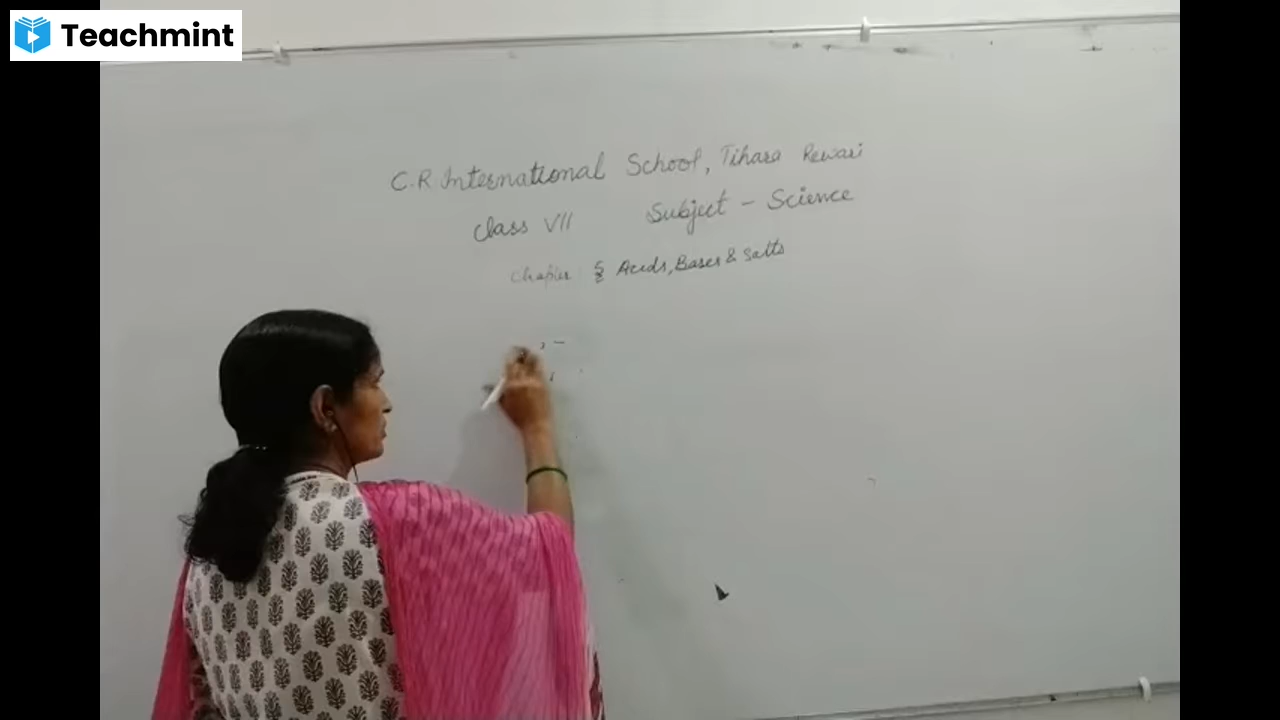 Teachmint
C.R. International School, Tihara Rewari
Class VII Subject - Science
Chapter 5 Acids, Bases & Salts